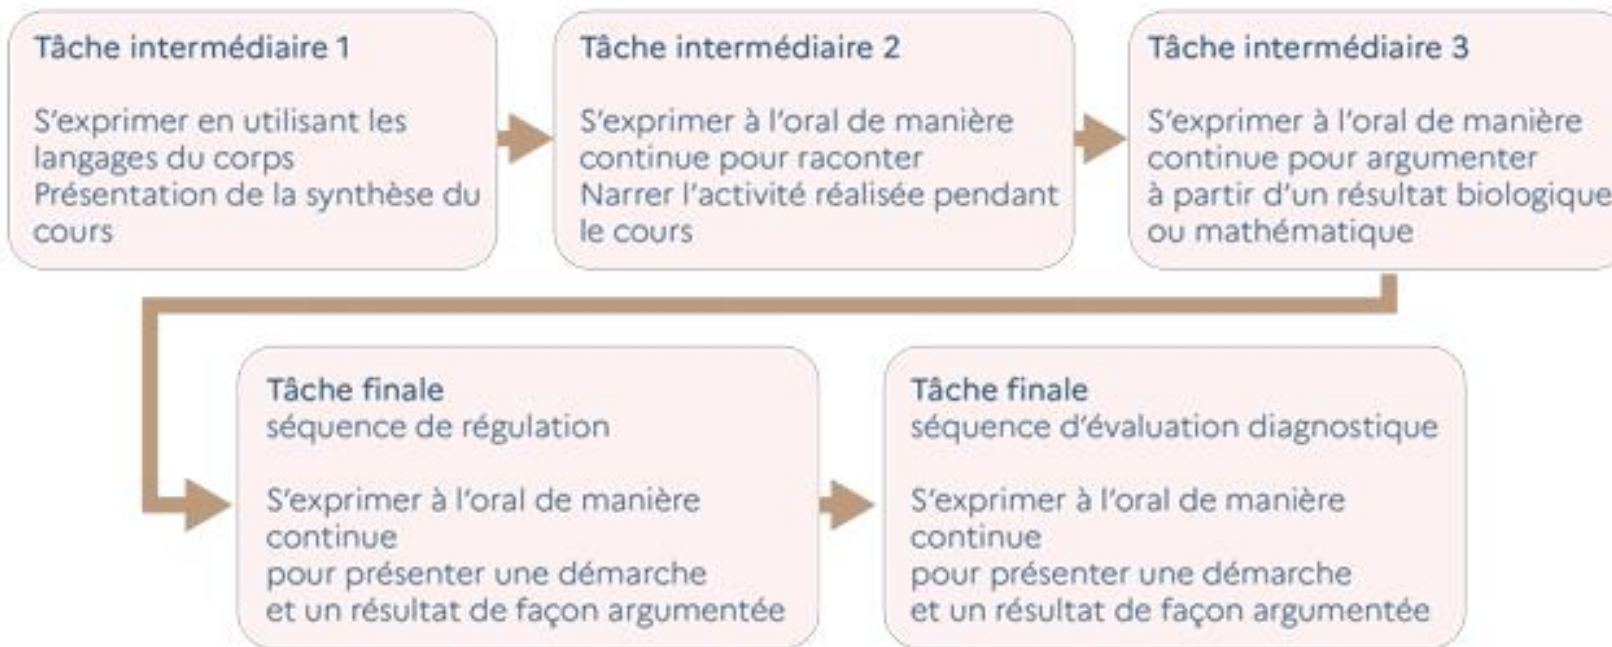 Tâche intermédiaire 1
S'exprimer en utilisant les
langages du corps
Présentation de la synthèse du
cours
Tâche intermédiaire 2
S'exprimer à l'oral de manière
continue pour raconter
Narrer l'activité réalisée pendant
le cours
Tâche intermédiaire 3
S'exprimer à l'oral de manière
continue pour argumenter
à partir d'un résultat biologique
ou mathématique
Tâche finale
séquence de régulation
S'exprimer à l'oral de manière
continue
pour présenter une démarche
et un résultat de façon argumentée
Tâche finale
séquence d'évaluation diagnostique
S'exprimer à l'oral de manière
continue
pour présenter une démarche
et un résultat de façon argumentée